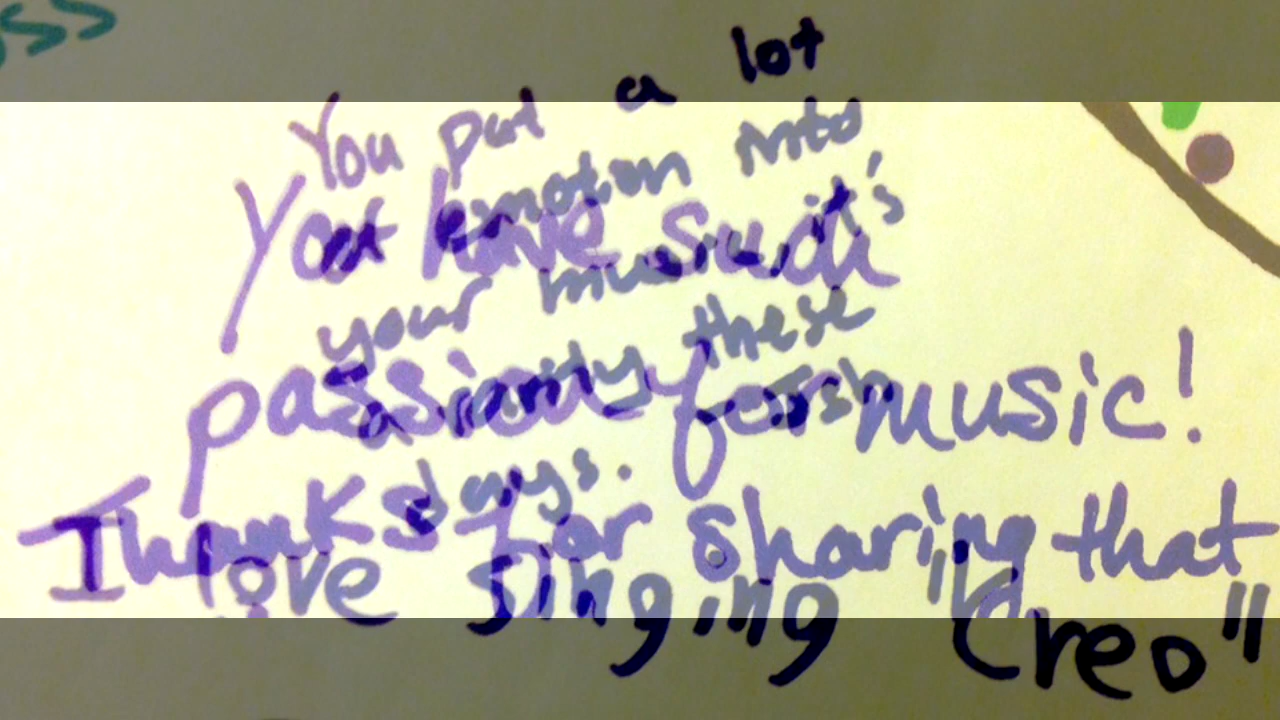 You put a lot
of emotion into
your music, it's
a rarity these
days.
You have such
passion for music!
Thanks for sharing that
I love singing "Creo"